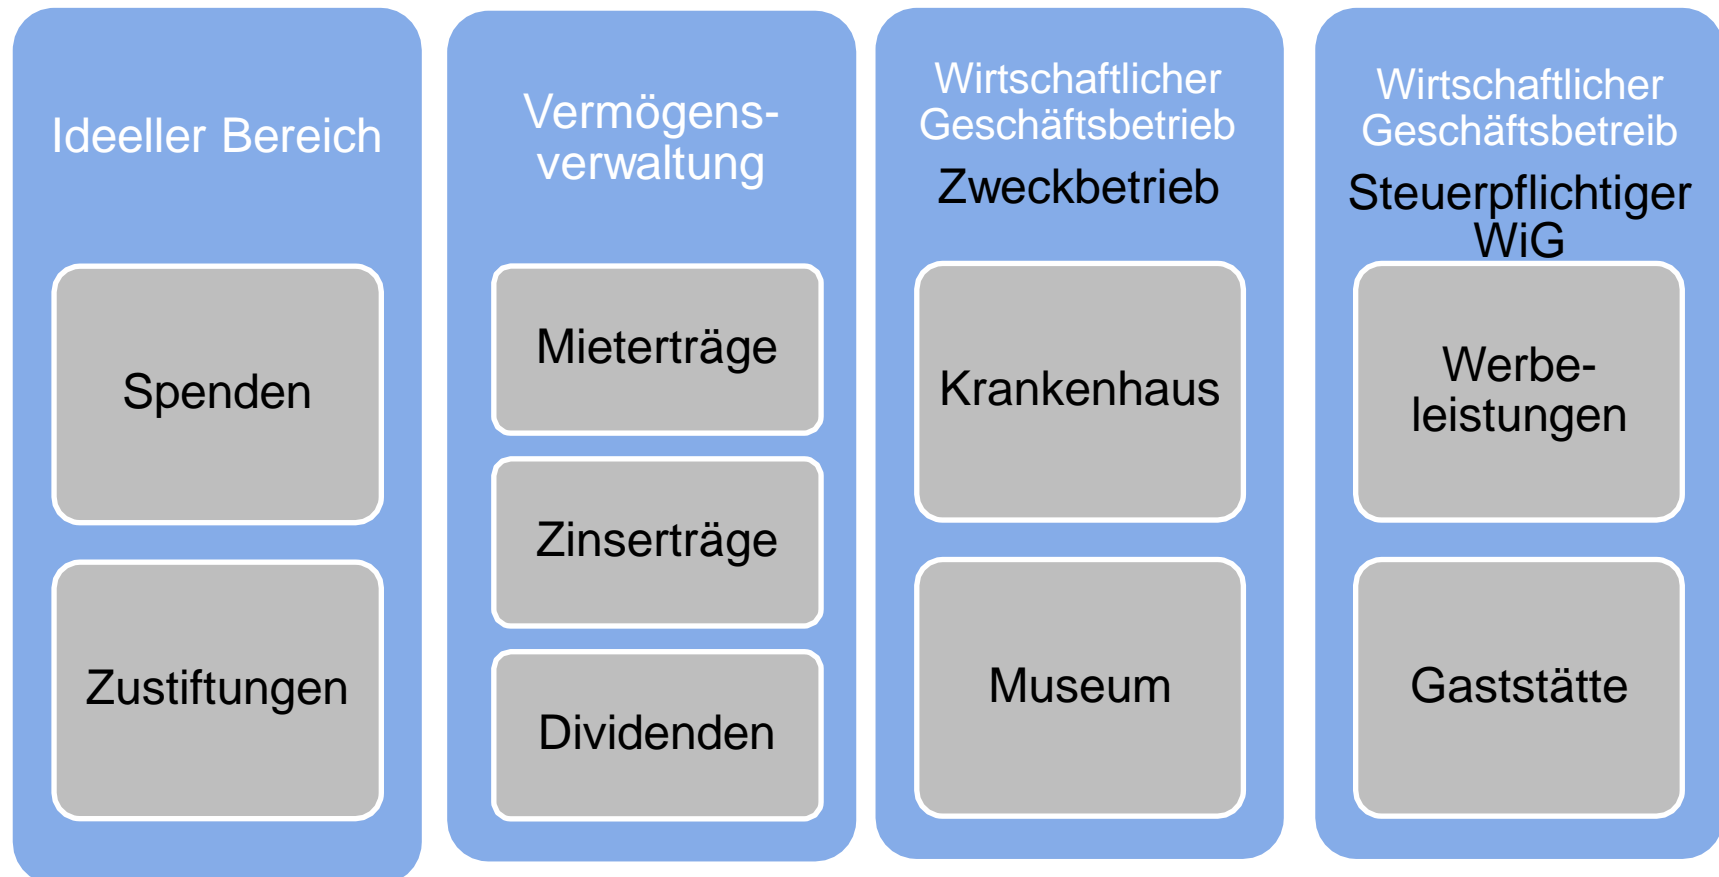 Ideeller Bereich
Spenden
Zustiftungen
Vermögens-
verwaltung
Mieterträge
Zinserträge
Dividenden
Wirtschaftlicher
Geschäftsbetrieb
Zweckbetrieb
Krankenhaus
Museum
Wirtschaftlicher
Geschäftsbetreib
Steuerpflichtiger
WiG
Werbe-
leistungen
Gaststätte